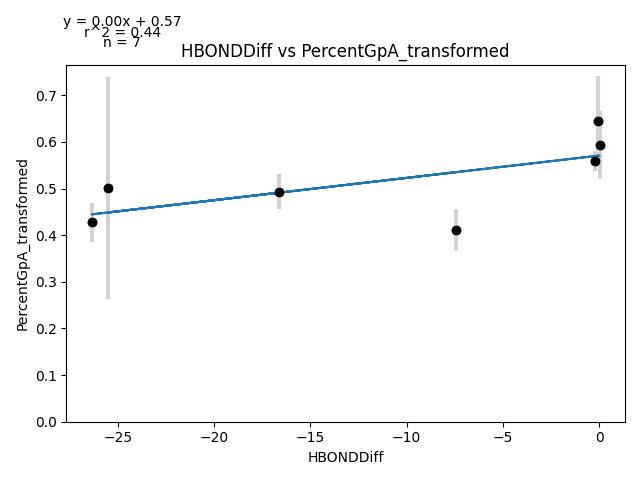 y = 0.00x + 0.57
r^2 = 0.44
n = 7
HBONDDiff vs PercentGpA_transformed
PercentGpA_transformed
0.7
0.6
0.5
0.4
0.3
0.2
0.1
0.0
−25
−20
−15
−10
−5
0
HBONDDiff